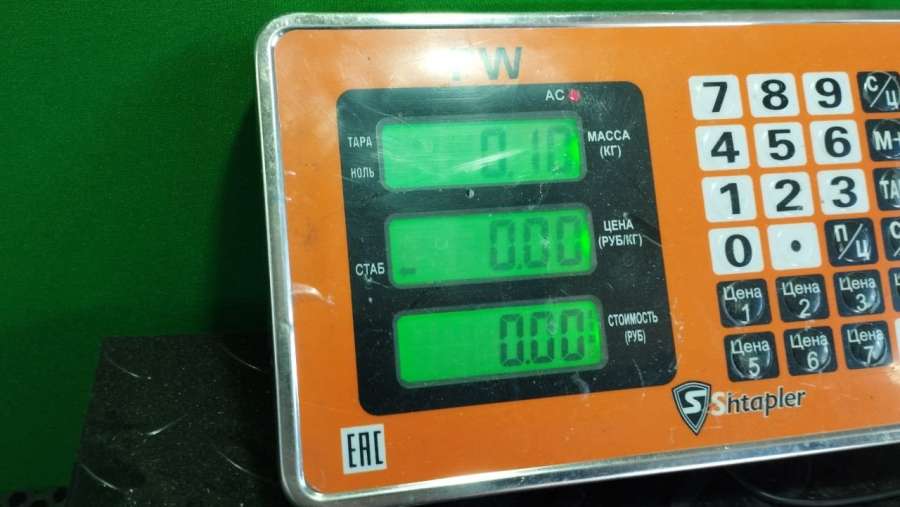 PW
AC
ТАРА
НОЛЬ
0.10
МАССА
(КГ)
СТАБ
0.00
ЦЕНА
(РУБ/КГ)
0.00
СТОИМОСТЬ
(РУБ)
7 8 9 С/Ц
4 5 6 М+
1 2 3
0 . П/Ц
Цена 1 Цена 2 Цена 3
Цена 5 Цена 6 Цена 7
S Shtapler
EAC